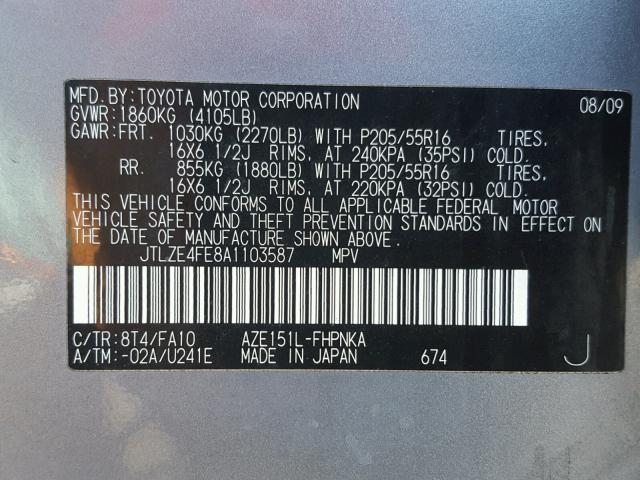 MFD.BY:TOYOTA MOTOR CORPORATION 08/09
GVWR:1860KG (4105LB)
GAWR:FRT. 1030KG (2270LB) WITH P205/55R16 TIRES,
16X6 1/2J RIMS, AT 240KPA (35PSI) COLD.
RR. 855KG (1880LB) WITH P205/55R16 TIRES,
16X6 1/2J RIMS, AT 220KPA (32PSI) COLD.
THIS VEHICLE CONFORMS TO ALL APPLICABLE FEDERAL MOTOR
VEHICLE SAFETY AND THEFT PREVENTION STANDARDS IN EFFECT ON
THE DATE OF MANUFACTURE SHOWN ABOVE.
JTLZE4FE8A1103587 MPV
C/TR:8T4/FA10 AZE151L-FHPNKA
A/TM:-02A/U241E MADE IN JAPAN 674 J